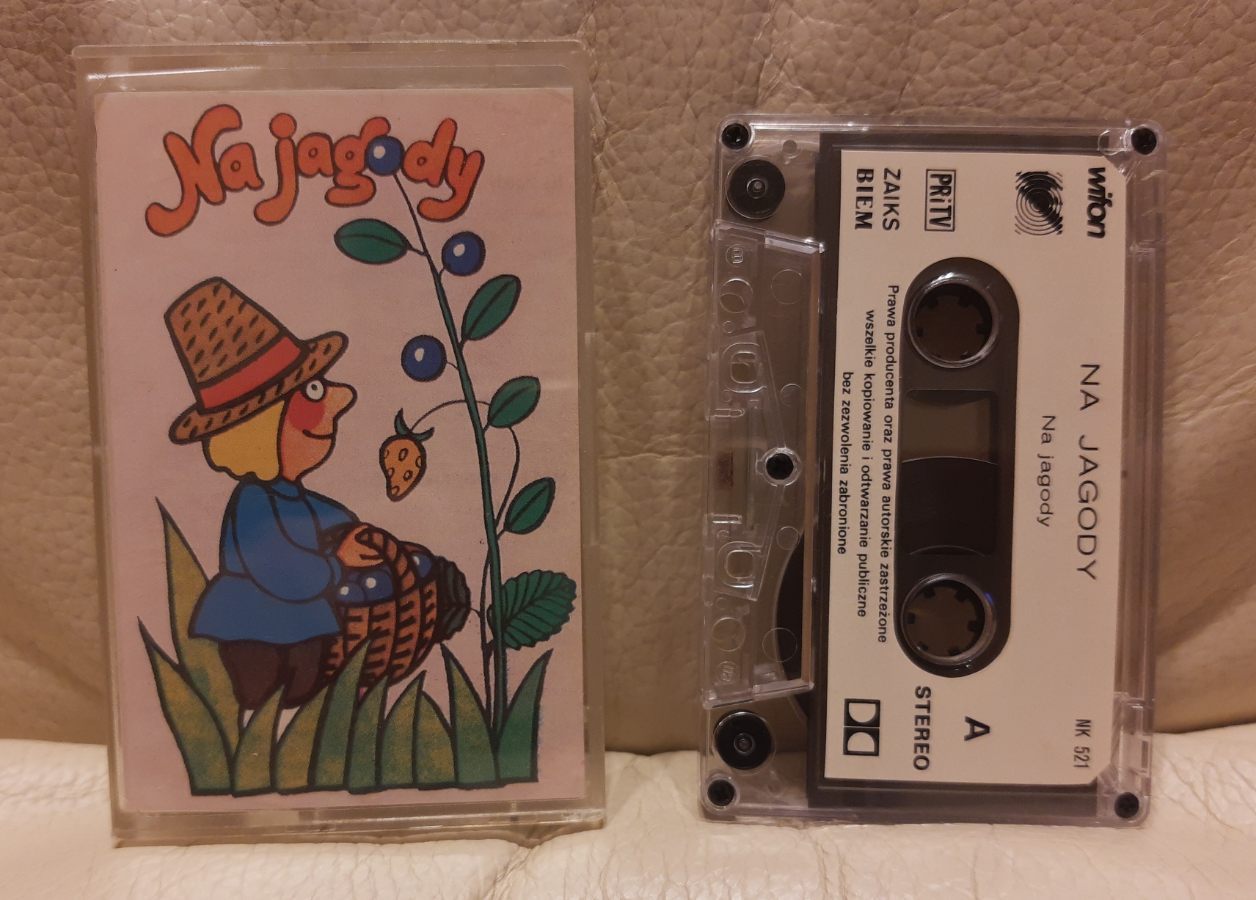 Na jagody
wifon
NA JAGODY
Na jagody
NK 521
PRiTV
ZAIKS
BIEM
A
STEREO
Prawa producenta oraz prawa autorskie zastrzeżone
wszelkie kopiowanie i odtwarzanie publiczne
bez zezwolenia zabronione